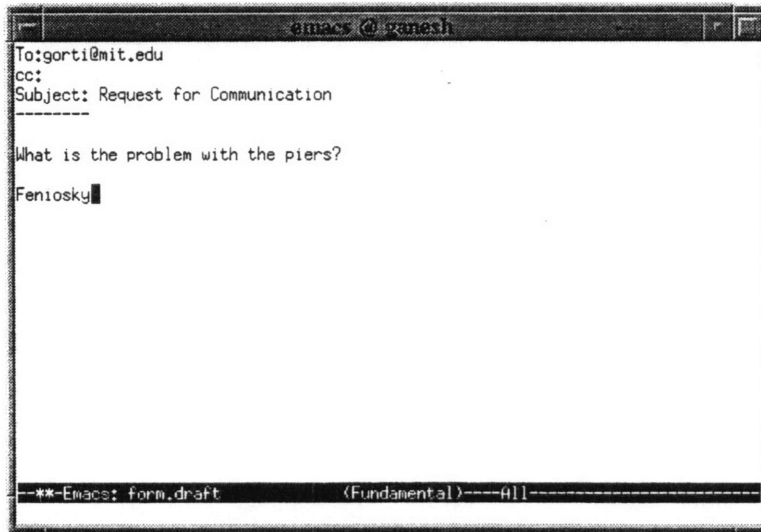 emacs @ ganesh
To:gorti@mit.edu
cc:
Subject: Request for Communication
--------
What is the problem with the piers?
Feniosky
--**-Emacs: form.draft (Fundamental)----All-------------------------